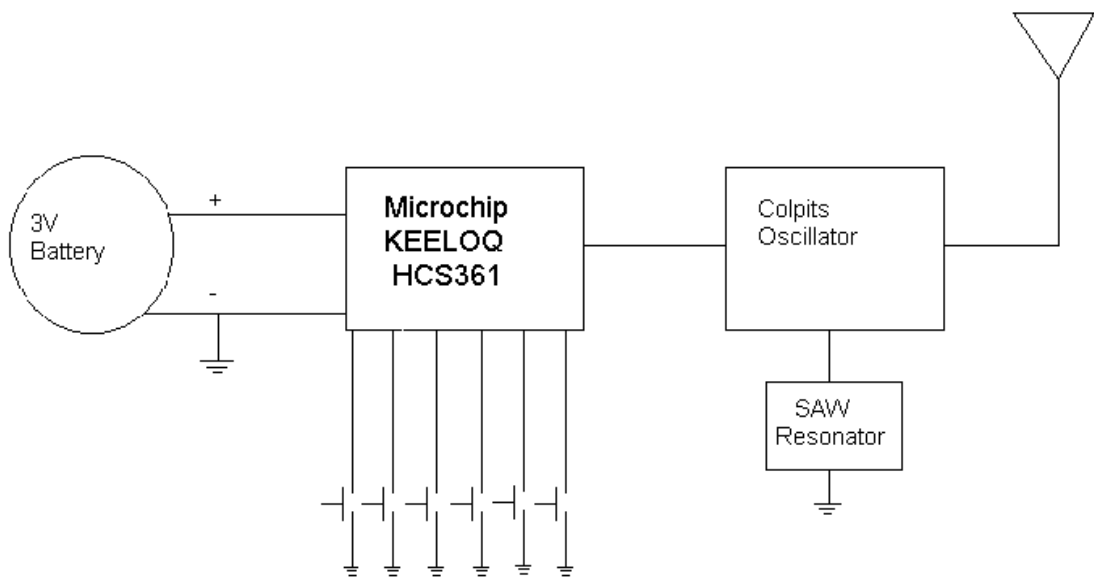 3V
Battery
+
-
Microchip
KEELOQ
HCS361
Colpits
Oscillator
SAW
Resonator